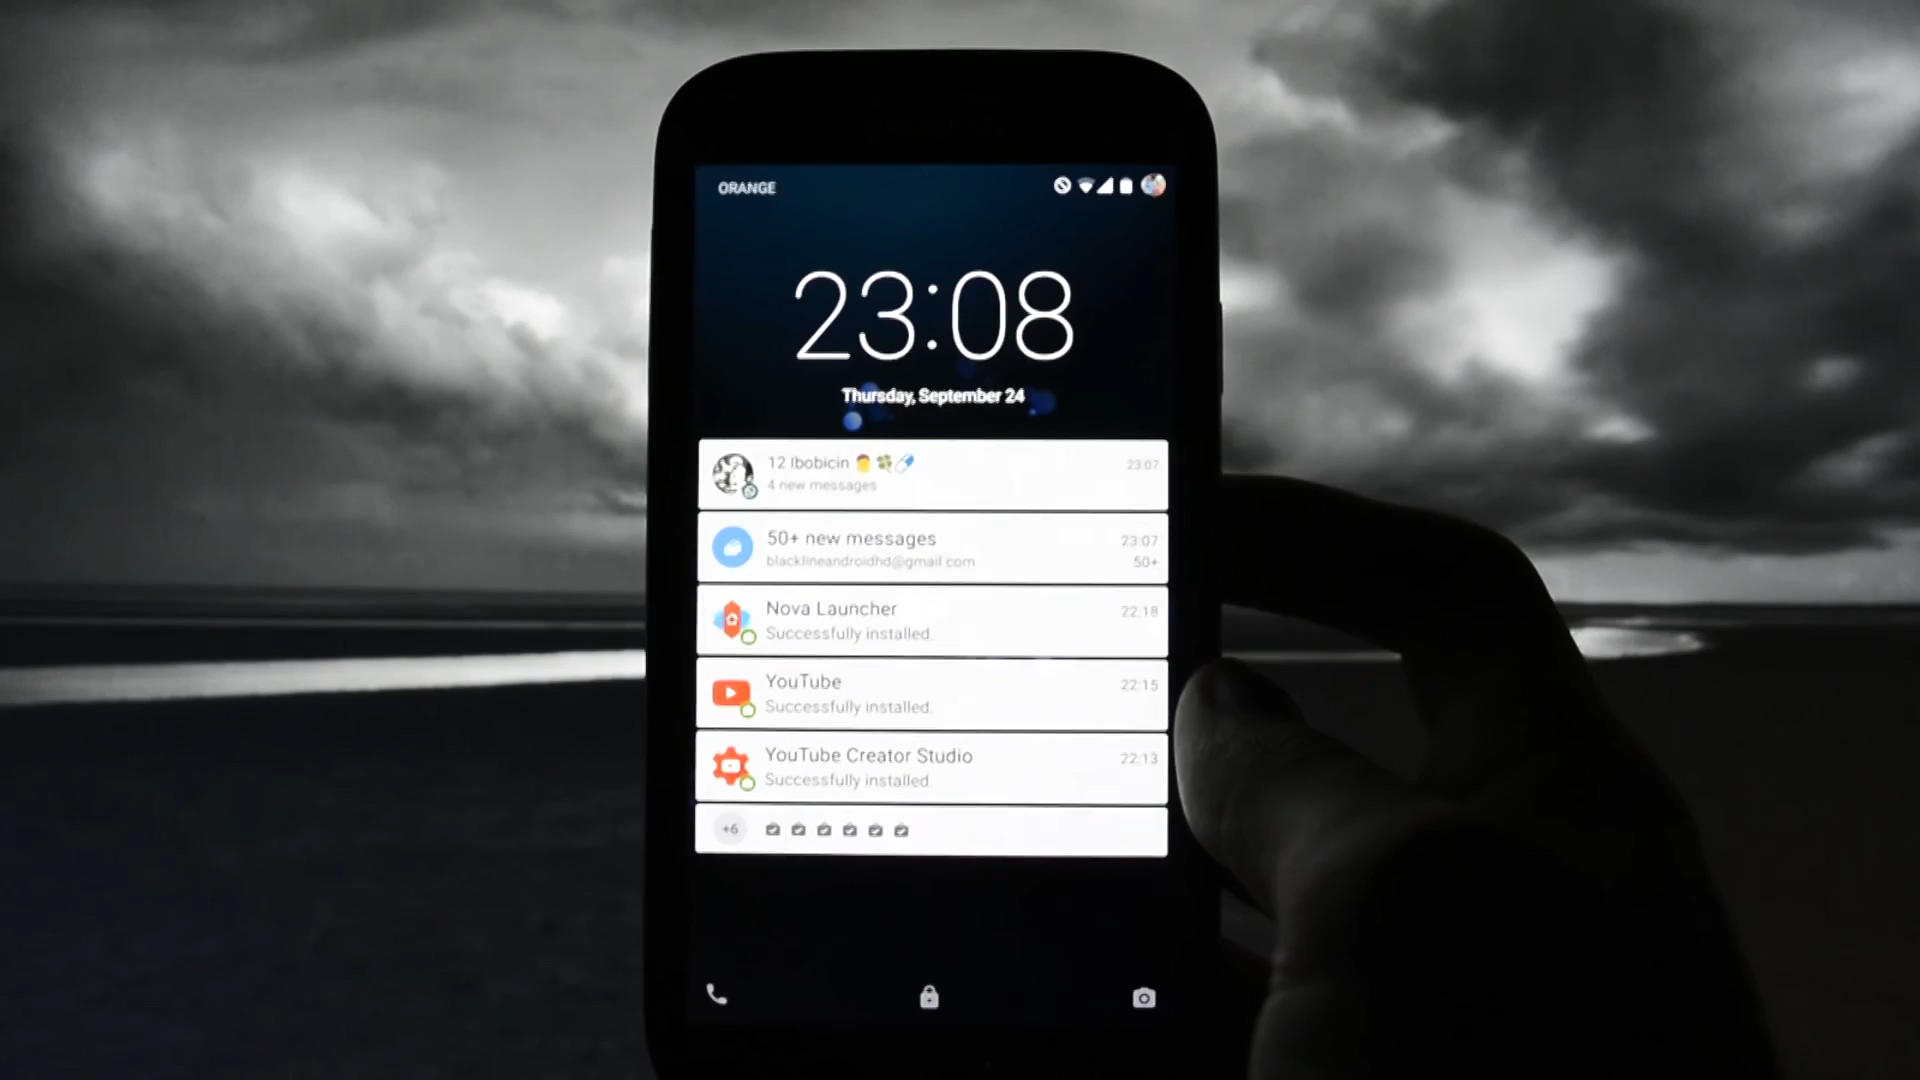 ORANGE
23:08
Thursday, September 24
12 Ibobicin 23:07
4 new messages
50+ new messages 23:07
blacklineandroidhd@gmail.com 50+
Nova Launcher 22:18
Successfully installed.
YouTube 22:15
Successfully installed.
YouTube Creator Studio 22:13
Successfully installed.
+6